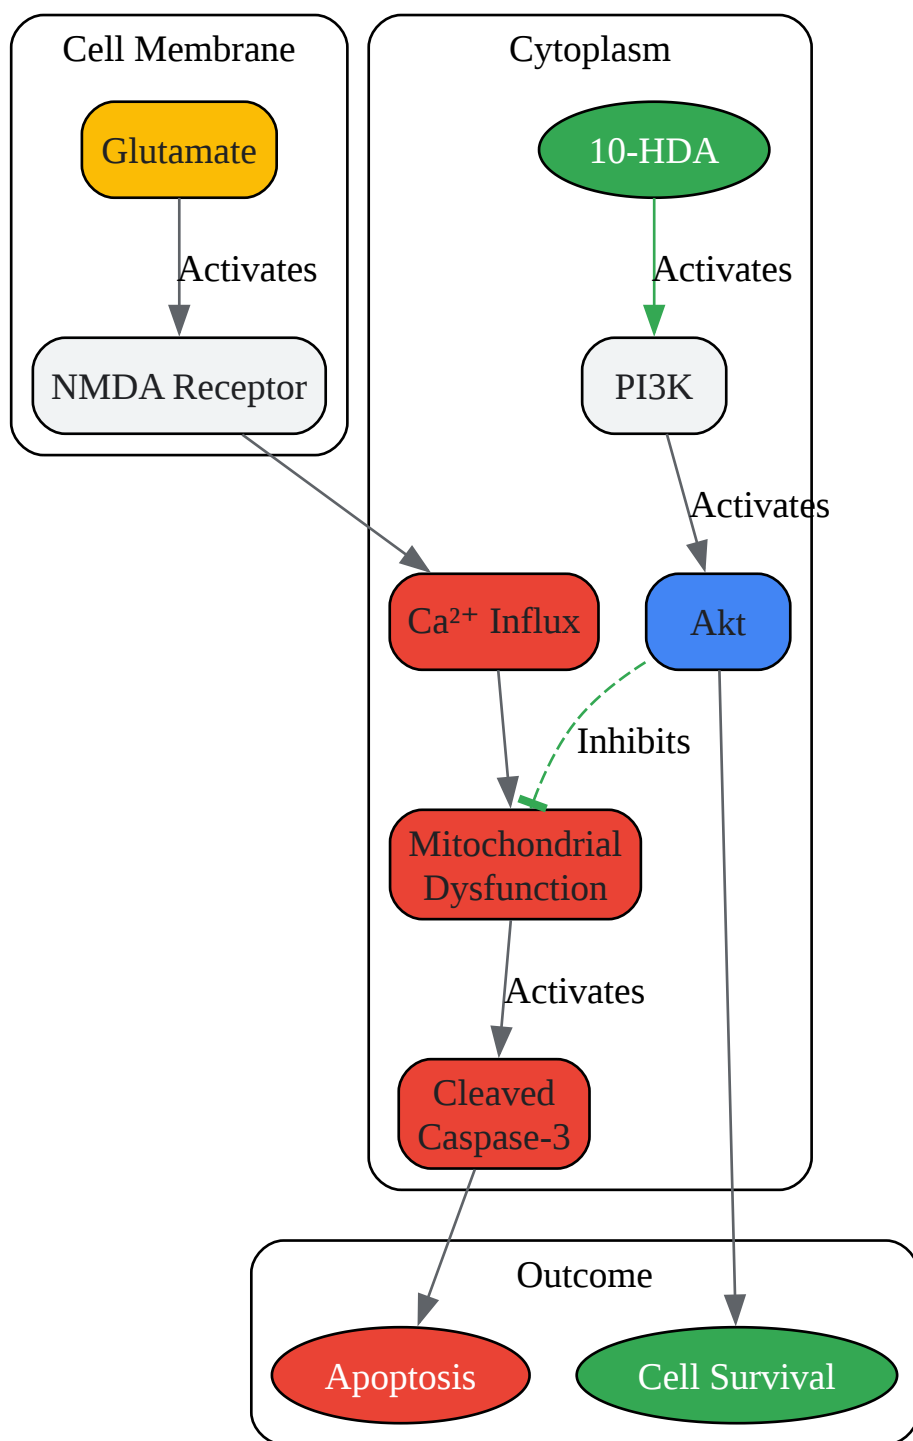 Cell Membrane
Cytoplasm
Glutamate
10-HDA
Activates
Activates
NMDA Receptor
PI3K
Activates
Ca²⁺ Influx
Akt
Inhibits
Mitochondrial
Dysfunction
Activates
Cleaved
Caspase-3
Outcome
Apoptosis
Cell Survival